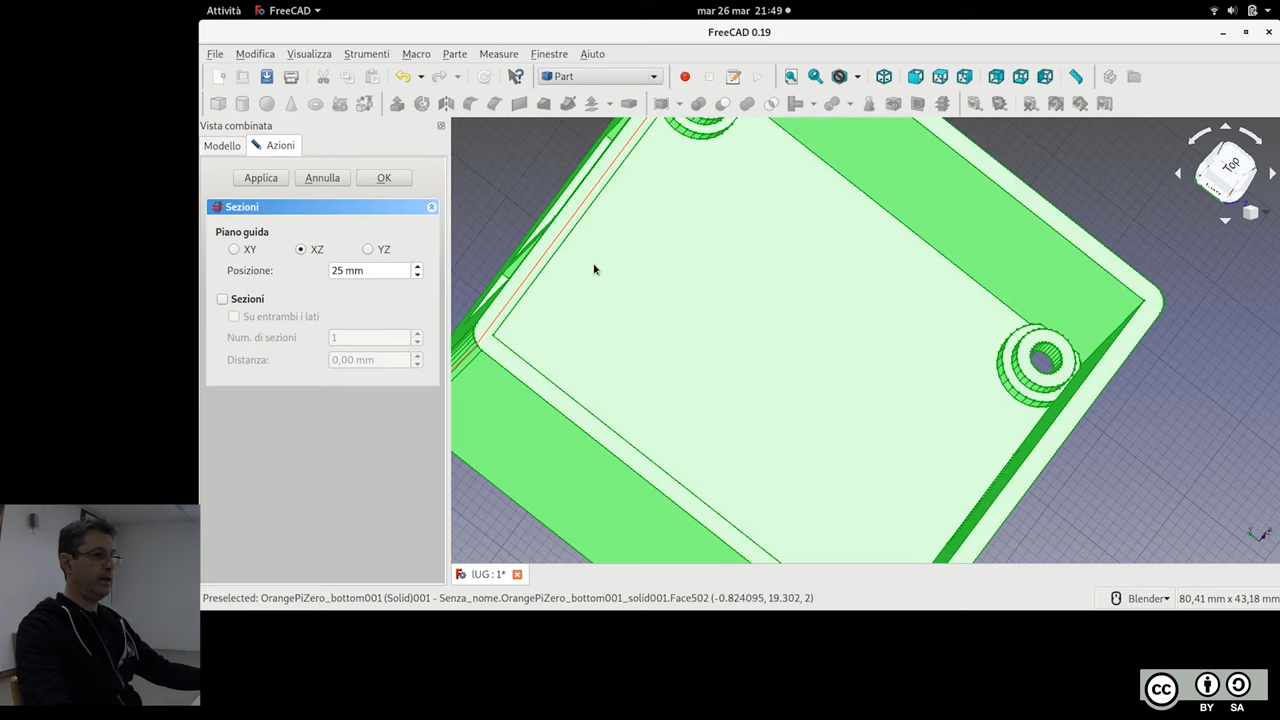 Attività
FreeCAD
mar 26 mar 21:49
FreeCAD 0.19
File Modifica Visualizza Strumenti Macro Parte Measure Finestre Aiuto
Part
Vista combinata
Modello
Azioni
Applica
Annulla
OK
Sezioni
Piano guida
XY
XZ
YZ
Posizione:
25 mm
Sezioni
Su entrambi i lati
Num. di sezioni
1
Distanza:
0,00 mm
Top
lUG : 1*
Preselected: OrangePiZero_bottom001 (Solid)001 - Senza_nome.OrangePiZero_bottom001_solid001.Face502 (-0.824095, 19.302, 2)
Blender
80,41 mm x 43,18 mm
CC
BY
SA